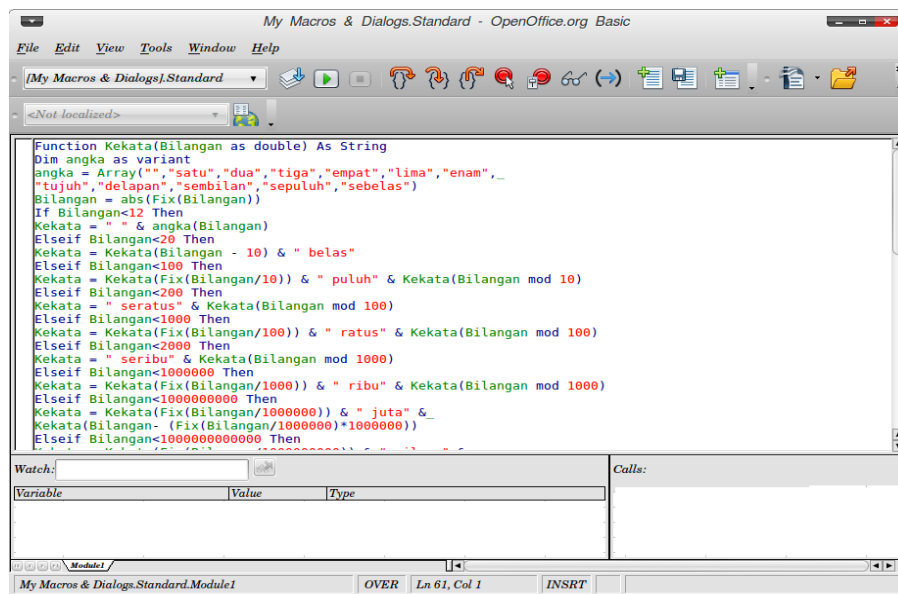 My Macros & Dialogs.Standard - OpenOffice.org Basic
File Edit View Tools Window Help
[My Macros & Dialogs].Standard
<Not localized>
Function Kekata(Bilangan as double) As String
Dim angka as variant
angka = Array("","satu","dua","tiga","empat","lima","enam",_
"tujuh","delapan","sembilan","sepuluh","sebelas")
Bilangan = abs(Fix(Bilangan))
If Bilangan<12 Then
Kekata = " " & angka(Bilangan)
Elseif Bilangan<20 Then
Kekata = Kekata(Bilangan - 10) & " belas"
Elseif Bilangan<100 Then
Kekata = Kekata(Fix(Bilangan/10)) & " puluh" & Kekata(Bilangan mod 10)
Elseif Bilangan<200 Then
Kekata = " seratus" & Kekata(Bilangan mod 100)
Elseif Bilangan<1000 Then
Kekata = Kekata(Fix(Bilangan/100)) & " ratus" & Kekata(Bilangan mod 100)
Elseif Bilangan<2000 Then
Kekata = " seribu" & Kekata(Bilangan mod 1000)
Elseif Bilangan<1000000 Then
Kekata = Kekata(Fix(Bilangan/1000)) & " ribu" & Kekata(Bilangan mod 1000)
Elseif Bilangan<1000000000 Then
Kekata = Kekata(Fix(Bilangan/1000000)) & " juta" &_
Kekata(Bilangan- (Fix(Bilangan/1000000)*1000000))
Elseif Bilangan<1000000000000 Then
Watch: Calls:
Variable Value Type
Module1
My Macros & Dialogs.Standard.Module1 OVER Ln 61, Col 1 INSRT